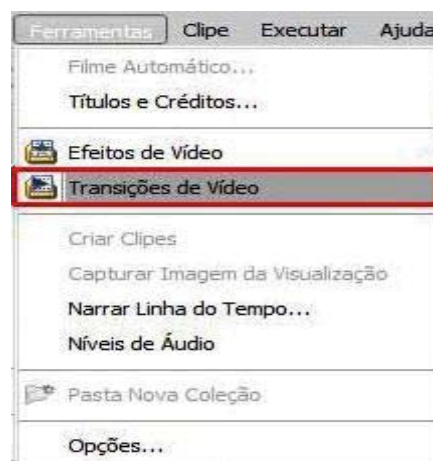 Ferramentas Clipe Executar Ajuda
Filme Automático...
Títulos e Créditos...
Efeitos de Vídeo
Transições de Vídeo
Criar Clipes
Capturar Imagem da Visualização
Narrar Linha do Tempo...
Níveis de Áudio
Pasta Nova Coleção
Opções...